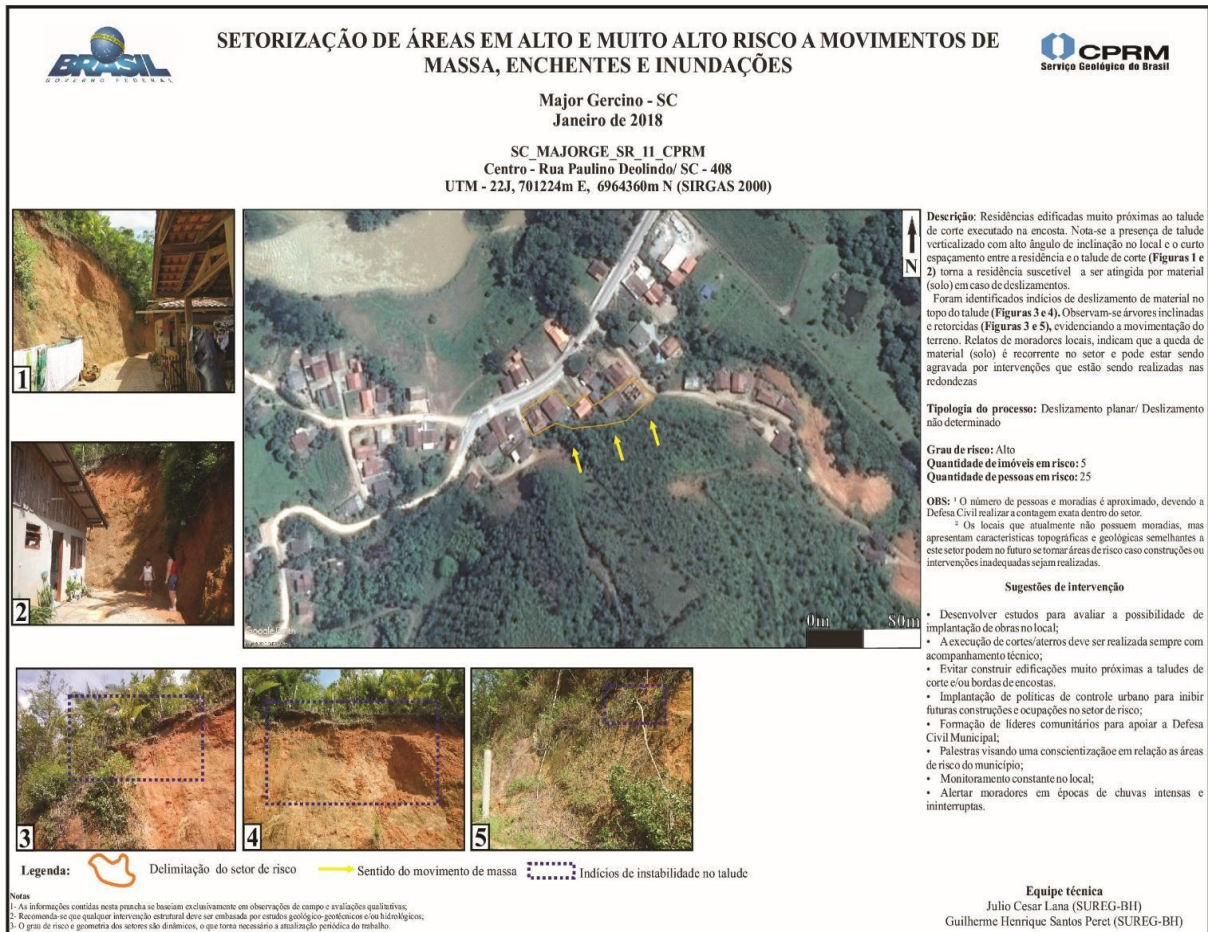 BRASIL
GOVERNO FEDERAL
SETORIZAÇÃO DE ÁREAS EM ALTO E MUITO ALTO RISCO A MOVIMENTOS DE
MASSA, ENCHENTES E INUNDAÇÕES
CPRM
Serviço Geológico do Brasil
Major Gercino - SC
Janeiro de 2018
SC_MAJORGE_SR_11_CPRM
Centro - Rua Paulino Deolindo/ SC - 408
UTM - 22J, 701224m E, 6964360m N (SIRGAS 2000)
1
2
N
Google Earth
0m 80m
Descrição: Residências edificadas muito próximas ao talude
de corte executado na encosta. Nota-se a presença de talude
verticalizado com alto ângulo de inclinação no local e o curto
espaçamento entre a residência e o talude de corte (Figuras 1 e
2) torna a residência suscetível a ser atingida por material
(solo) em caso de deslizamentos.
Foram identificados indícios de deslizamento de material no
topo do talude (Figuras 3 e 4). Observam-se árvores inclinadas
e retorcidas (Figuras 3 e 5), evidenciando a movimentação do
terreno. Relatos de moradores locais, indicam que a queda de
material (solo) é recorrente no setor e pode estar sendo
agravada por intervenções que estão sendo realizadas nas
redondezas
Tipologia do processo: Deslizamento planar/ Deslizamento
não determinado
Grau de risco: Alto
Quantidade de imóveis em risco: 5
Quantidade de pessoas em risco: 25
OBS: ¹ O número de pessoas e moradias é aproximado, devendo a
Defesa Civil realizar a contagem exata dentro do setor.
² Os locais que atualmente não possuem moradias, mas
apresentam características topográficas e geológicas semelhantes a
este setor podem no futuro se tornar áreas de risco caso construções ou
intervenções inadequadas sejam realizadas.
Sugestões de intervenção
• Desenvolver estudos para avaliar a possibilidade de
implantação de obras no local;
• A execução de cortes/aterros deve ser realizada sempre com
acompanhamento técnico;
• Evitar construir edificações muito próximas a taludes de
corte e/ou bordas de encostas.
• Implantação de políticas de controle urbano para inibir
futuras construções e ocupações no setor de risco;
• Formação de líderes comunitários para apoiar a Defesa
Civil Municipal;
• Palestras visando uma conscientizaçãoe em relação as áreas
de risco do município;
• Monitoramento constante no local;
• Alertar moradores em épocas de chuvas intensas e
ininterruptas.
3
4
5
Legenda: Delimitação do setor de risco Sentido do movimento de massa Indícios de instabilidade no talude
Notas
1- As informações contidas nesta prancha se baseiam exclusivamente em observações de campo e avaliações qualitativas;
2- Recomenda-se que qualquer intervenção estrutural deve ser embasada por estudos geológico-geotécnicos e/ou hidrológicos;
3- O grau de risco e geometria dos setores são dinâmicos, o que torna necessário a atualização periódica do trabalho.
Equipe técnica
Julio Cesar Lana (SUREG-BH)
Guilherme Henrique Santos Peret (SUREG-BH)